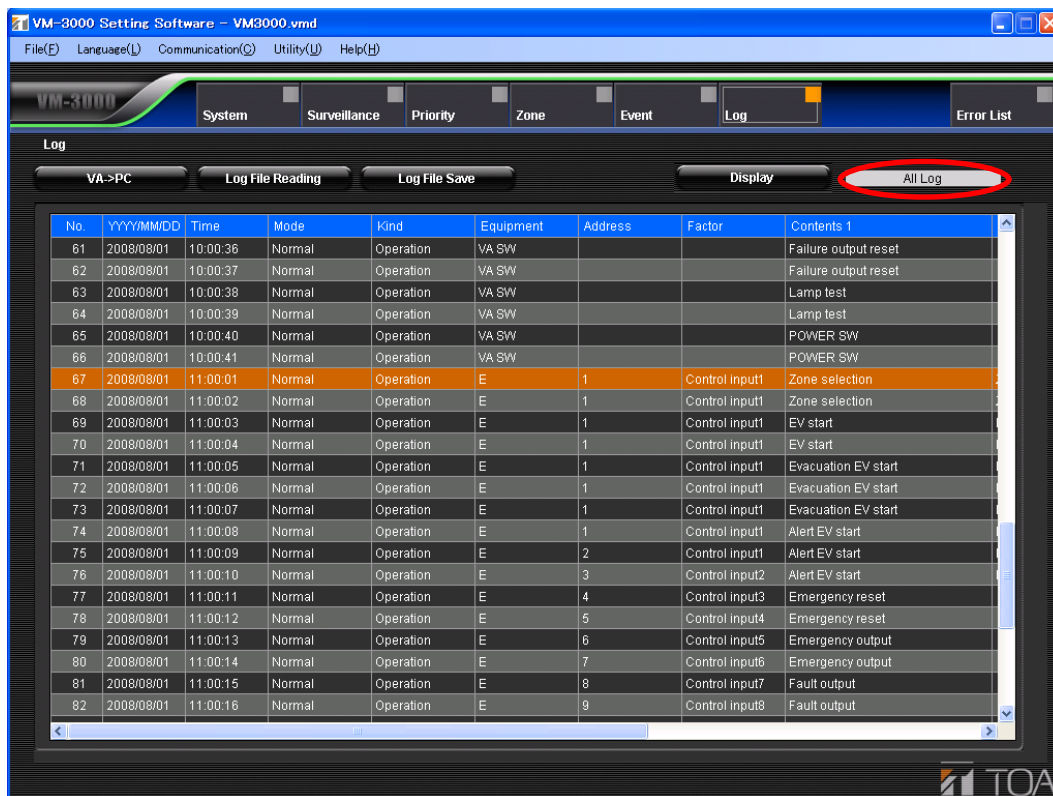 VM-3000 Setting Software - VM3000.vmd
File(F) Language(L) Communication(C) Utility(U) Help(H)
VM-3000 System Surveillance Priority Zone Event Log Error List
Log
VA->PC Log File Reading Log File Save Display All Log
No. YYYY/MM/DD Time Mode Kind Equipment Address Factor Contents 1
61 2008/08/01 10:00:36 Normal Operation VA SW Failure output reset
62 2008/08/01 10:00:37 Normal Operation VA SW Failure output reset
63 2008/08/01 10:00:38 Normal Operation VA SW Lamp test
64 2008/08/01 10:00:39 Normal Operation VA SW Lamp test
65 2008/08/01 10:00:40 Normal Operation VA SW POWER SW
66 2008/08/01 10:00:41 Normal Operation VA SW POWER SW
67 2008/08/01 11:00:01 Normal Operation E 1 Control input1 Zone selection
68 2008/08/01 11:00:02 Normal Operation E 1 Control input1 Zone selection
69 2008/08/01 11:00:03 Normal Operation E 1 Control input1 EV start
70 2008/08/01 11:00:04 Normal Operation E 1 Control input1 EV start
71 2008/08/01 11:00:05 Normal Operation E 1 Control input1 Evacuation EV start
72 2008/08/01 11:00:06 Normal Operation E 1 Control input1 Evacuation EV start
73 2008/08/01 11:00:07 Normal Operation E 1 Control input1 Evacuation EV start
74 2008/08/01 11:00:08 Normal Operation E 1 Control input1 Alert EV start
75 2008/08/01 11:00:09 Normal Operation E 2 Control input1 Alert EV start
76 2008/08/01 11:00:10 Normal Operation E 3 Control input2 Alert EV start
77 2008/08/01 11:00:11 Normal Operation E 4 Control input3 Emergency reset
78 2008/08/01 11:00:12 Normal Operation E 5 Control input4 Emergency reset
79 2008/08/01 11:00:13 Normal Operation E 6 Control input5 Emergency output
80 2008/08/01 11:00:14 Normal Operation E 7 Control input6 Emergency output
81 2008/08/01 11:00:15 Normal Operation E 8 Control input7 Fault output
82 2008/08/01 11:00:16 Normal Operation E 9 Control input8 Fault output
TOA